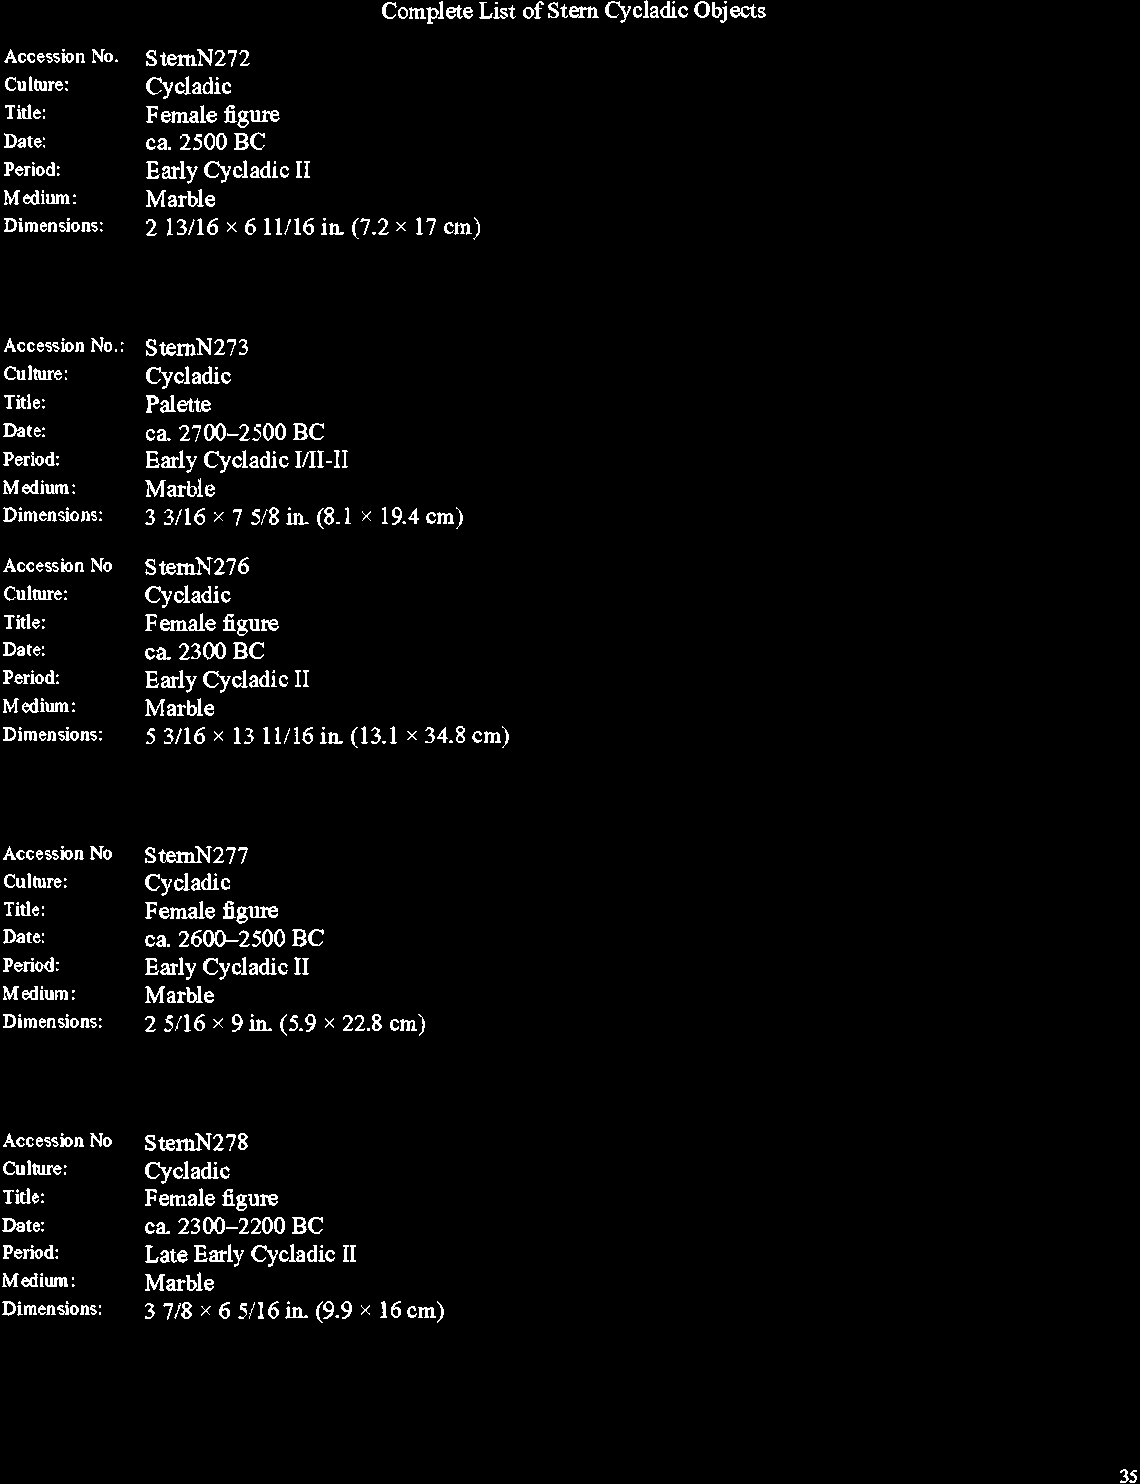 Complete List of Stern Cycladic Objects
Accession No. SternN272
Culture: Cycladic
Title: Female figure
Date: ca. 2500 BC
Period: Early Cycladic II
Medium: Marble
Dimensions: 2 13/16 × 6 11/16 in. (7.2 × 17 cm)
Accession No.: SternN273
Culture: Cycladic
Title: Palette
Date: ca. 2700–2500 BC
Period: Early Cycladic I/II-II
Medium: Marble
Dimensions: 3 3/16 × 7 5/8 in. (8.1 × 19.4 cm)
Accession No SternN276
Culture: Cycladic
Title: Female figure
Date: ca. 2300 BC
Period: Early Cycladic II
Medium: Marble
Dimensions: 5 3/16 × 13 11/16 in. (13.1 × 34.8 cm)
Accession No SternN277
Culture: Cycladic
Title: Female figure
Date: ca. 2600–2500 BC
Period: Early Cycladic II
Medium: Marble
Dimensions: 2 5/16 × 9 in. (5.9 × 22.8 cm)
Accession No SternN278
Culture: Cycladic
Title: Female figure
Date: ca. 2300–2200 BC
Period: Late Early Cycladic II
Medium: Marble
Dimensions: 3 7/8 × 6 5/16 in. (9.9 × 16 cm)
35